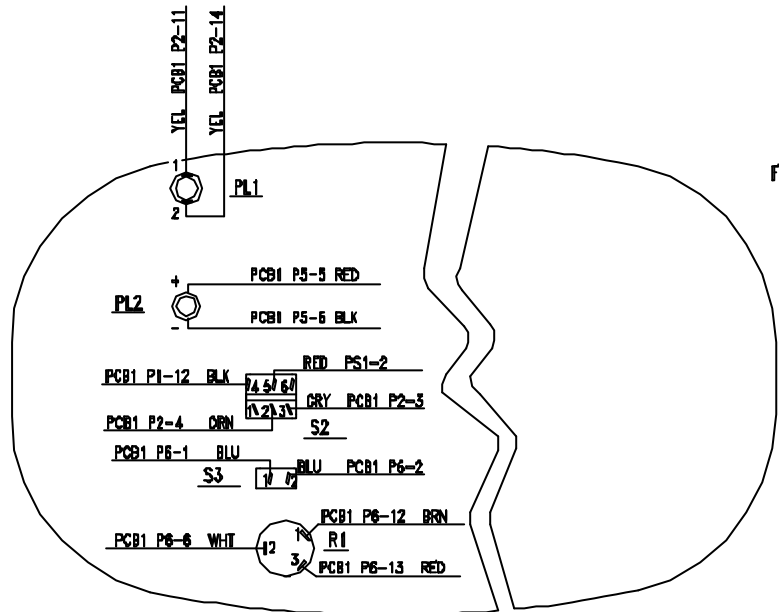 YEL PCB1 P2-11
YEL PCB1 P2-14
1
PL1
2
+
PCB1 P5-5 RED
PL2
-
PCB1 P5-6 BLK
RED PS1-2
PCB1 P1-12 BLK
4 5 6
1 2 3
GRY PCB1 P2-3
PCB1 P2-4 ORN
S2
PCB1 P6-1 BLU
S3
1 2
BLU PCB1 P6-2
PCB1 P6-12 BRN
1
R1
PCB1 P6-6 WHT
2
3
PCB1 P6-13 RED